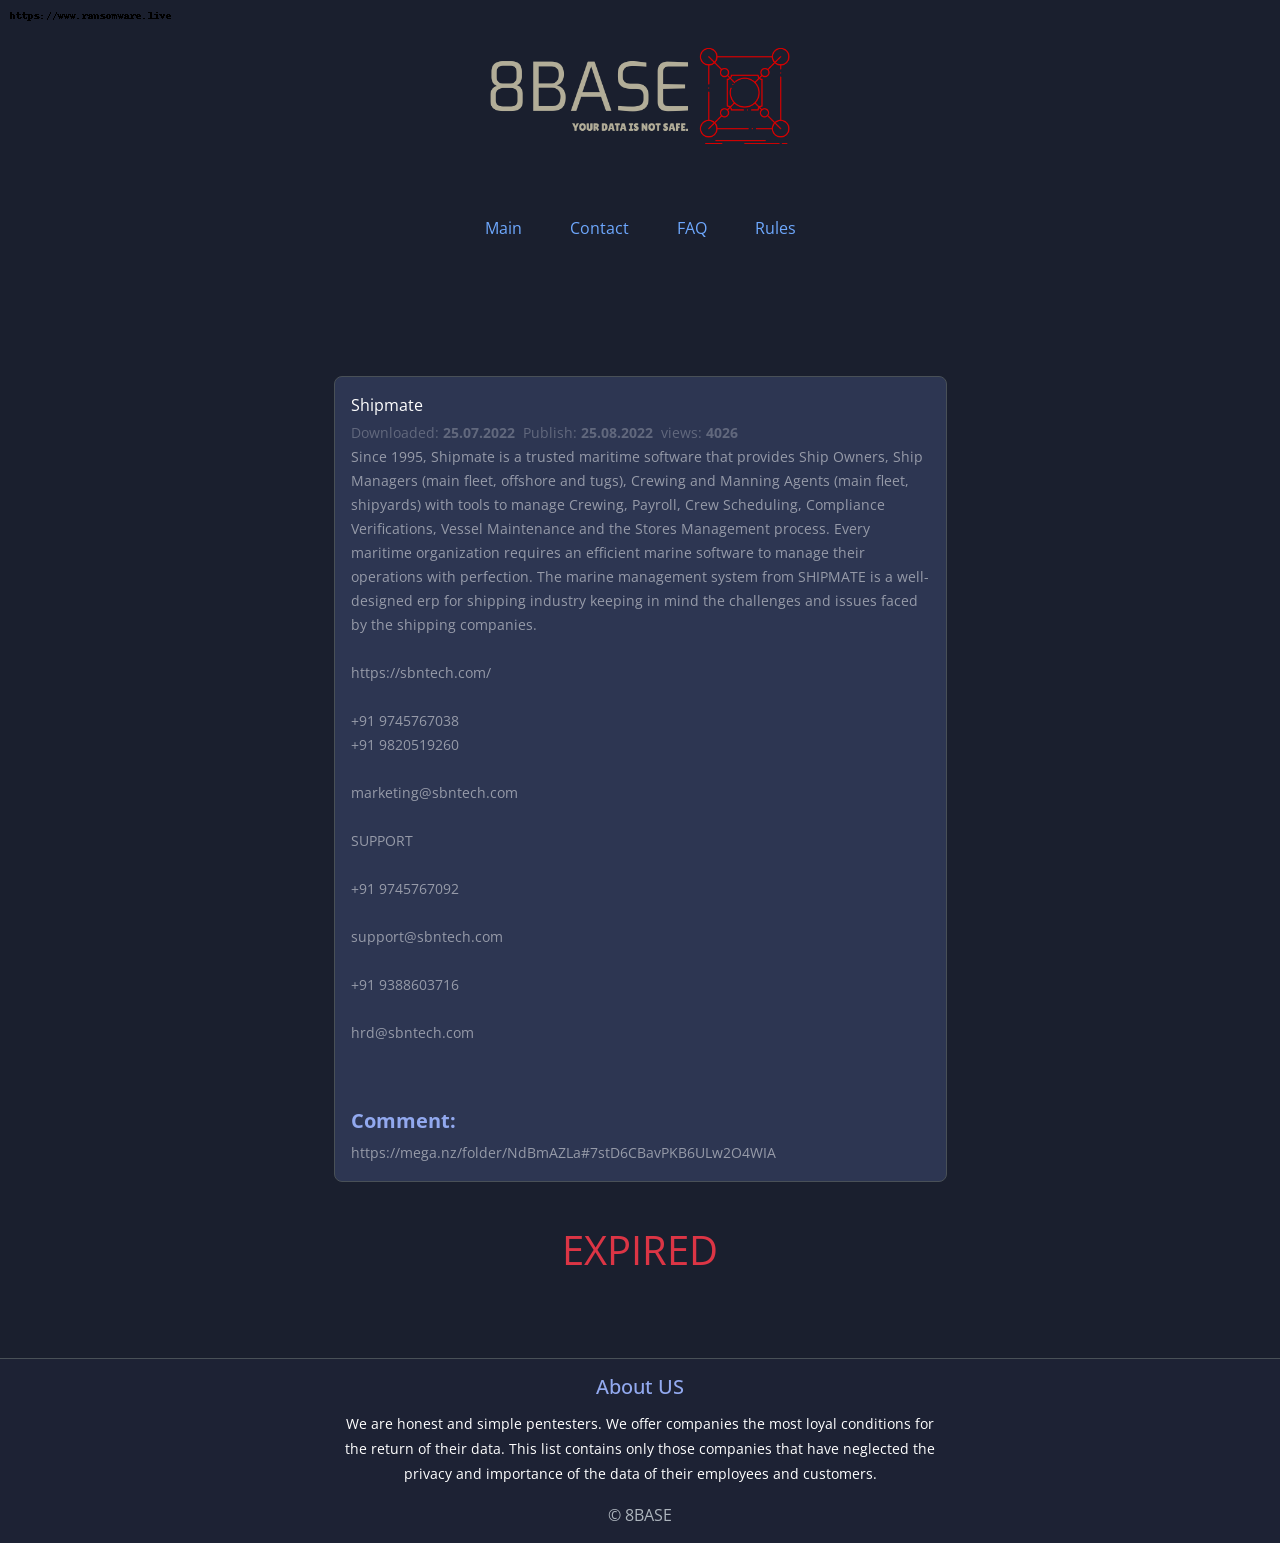 https://www.ransomware.live
8BASE
YOUR DATA IS NOT SAFE.
Main Contact FAQ Rules
Shipmate
Downloaded: 25.07.2022 Publish: 25.08.2022 views: 4026
Since 1995, Shipmate is a trusted maritime software that provides Ship Owners, Ship
Managers (main fleet, offshore and tugs), Crewing and Manning Agents (main fleet,
shipyards) with tools to manage Crewing, Payroll, Crew Scheduling, Compliance
Verifications, Vessel Maintenance and the Stores Management process. Every
maritime organization requires an efficient marine software to manage their
operations with perfection. The marine management system from SHIPMATE is a well-
designed erp for shipping industry keeping in mind the challenges and issues faced
by the shipping companies.
https://sbntech.com/
+91 9745767038
+91 9820519260
marketing@sbntech.com
SUPPORT
+91 9745767092
support@sbntech.com
+91 9388603716
hrd@sbntech.com
Comment:
https://mega.nz/folder/NdBmAZLa#7stD6CBavPKB6ULw2O4WIA
EXPIRED
About US
We are honest and simple pentesters. We offer companies the most loyal conditions for
the return of their data. This list contains only those companies that have neglected the
privacy and importance of the data of their employees and customers.
© 8BASE